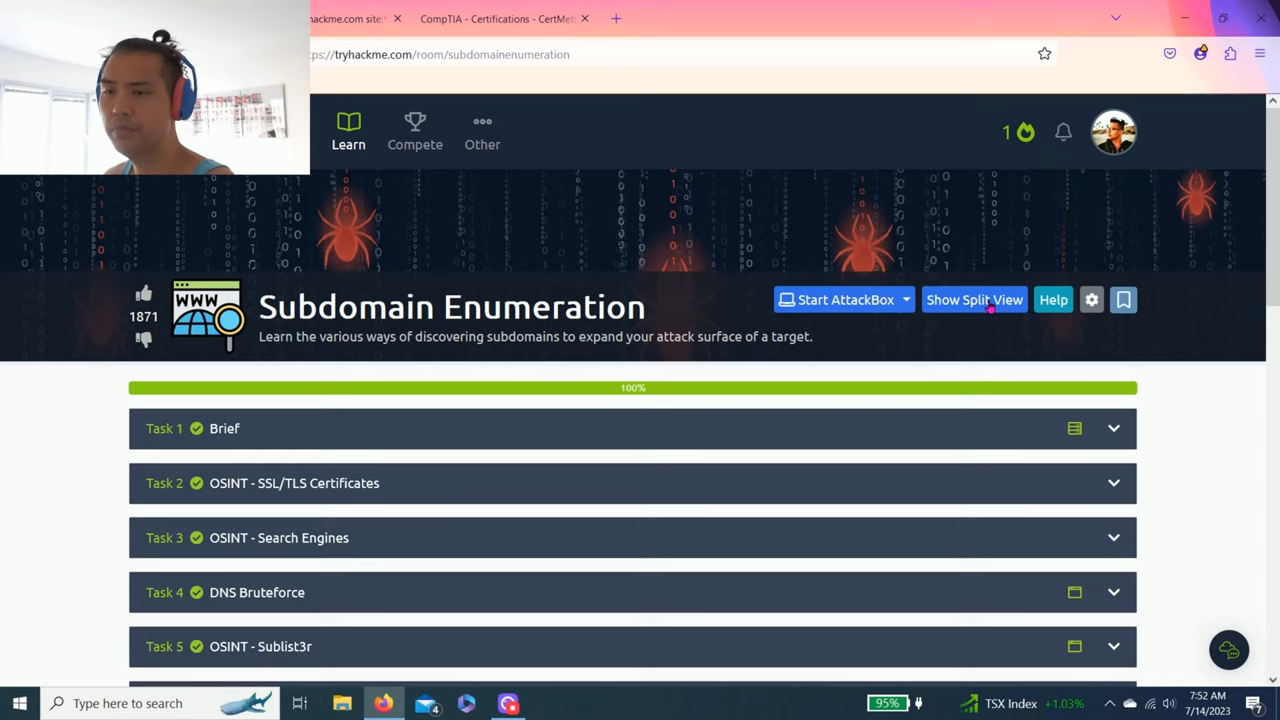 hackme.com site:
CompTIA - Certifications - CertMet
ps://tryhackme.com/room/subdomainenumeration
Learn
Compete
Other
1
WWW
1871
Subdomain Enumeration
Learn the various ways of discovering subdomains to expand your attack surface of a target.
Start AttackBox
Show Split View
Help
100%
Task 1 Brief
Task 2 OSINT - SSL/TLS Certificates
Task 3 OSINT - Search Engines
Task 4 DNS Bruteforce
Task 5 OSINT - Sublist3r
Type here to search
4
95%
TSX Index +1.03%
7:52 AM
7/14/2023
7